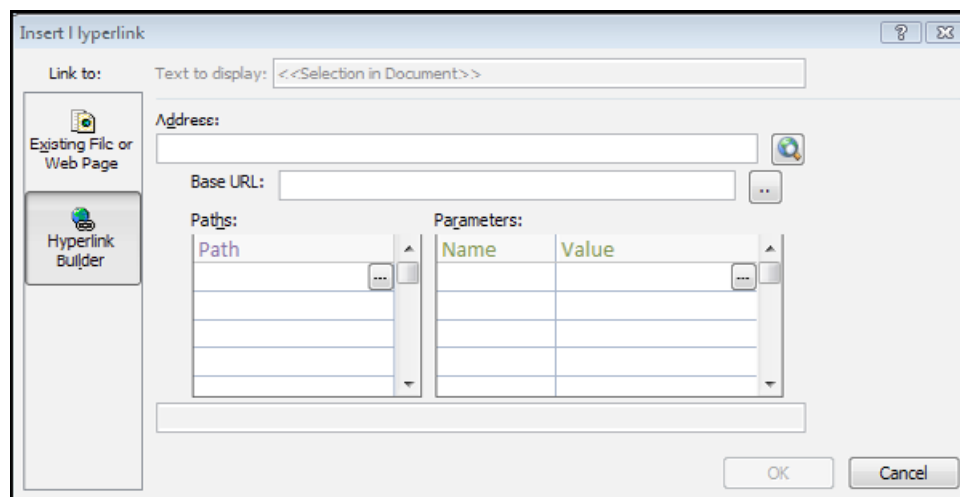 Insert Hyperlink
Link to:
Text to display: <<Selection in Document>>
Existing File or
Web Page
Address:
Base URL:
..
Hyperlink
Builder
Paths:
Parameters:
Path
Name Value
...
...
OK
Cancel